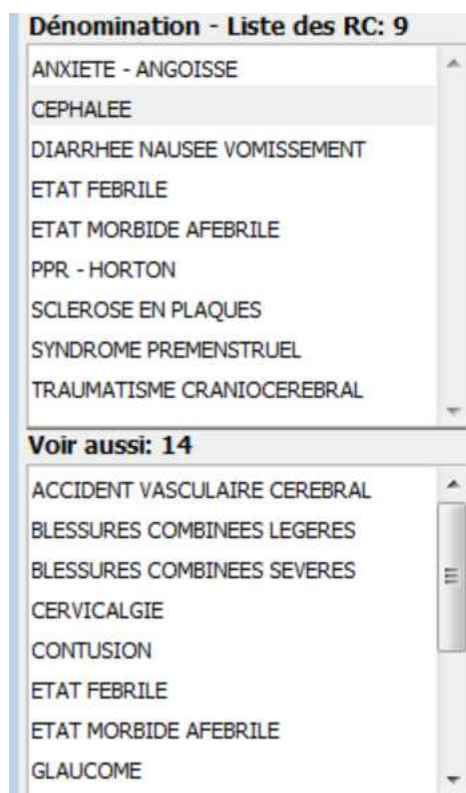 Dénomination - Liste des RC: 9
ANXIETE - ANGOISSE
CEPHALEE
DIARRHEE NAUSEE VOMISSEMENT
ETAT FEBRILE
ETAT MORBIDE AFEBRILE
PPR - HORTON
SCLEROSE EN PLAQUES
SYNDROME PREMENSTRUEL
TRAUMATISME CRANIOCEREBRAL
Voir aussi: 14
ACCIDENT VASCULAIRE CEREBRAL
BLESSURES COMBINEES LEGERES
BLESSURES COMBINEES SEVERES
CERVICALGIE
CONTUSION
ETAT FEBRILE
ETAT MORBIDE AFEBRILE
GLAUCOME